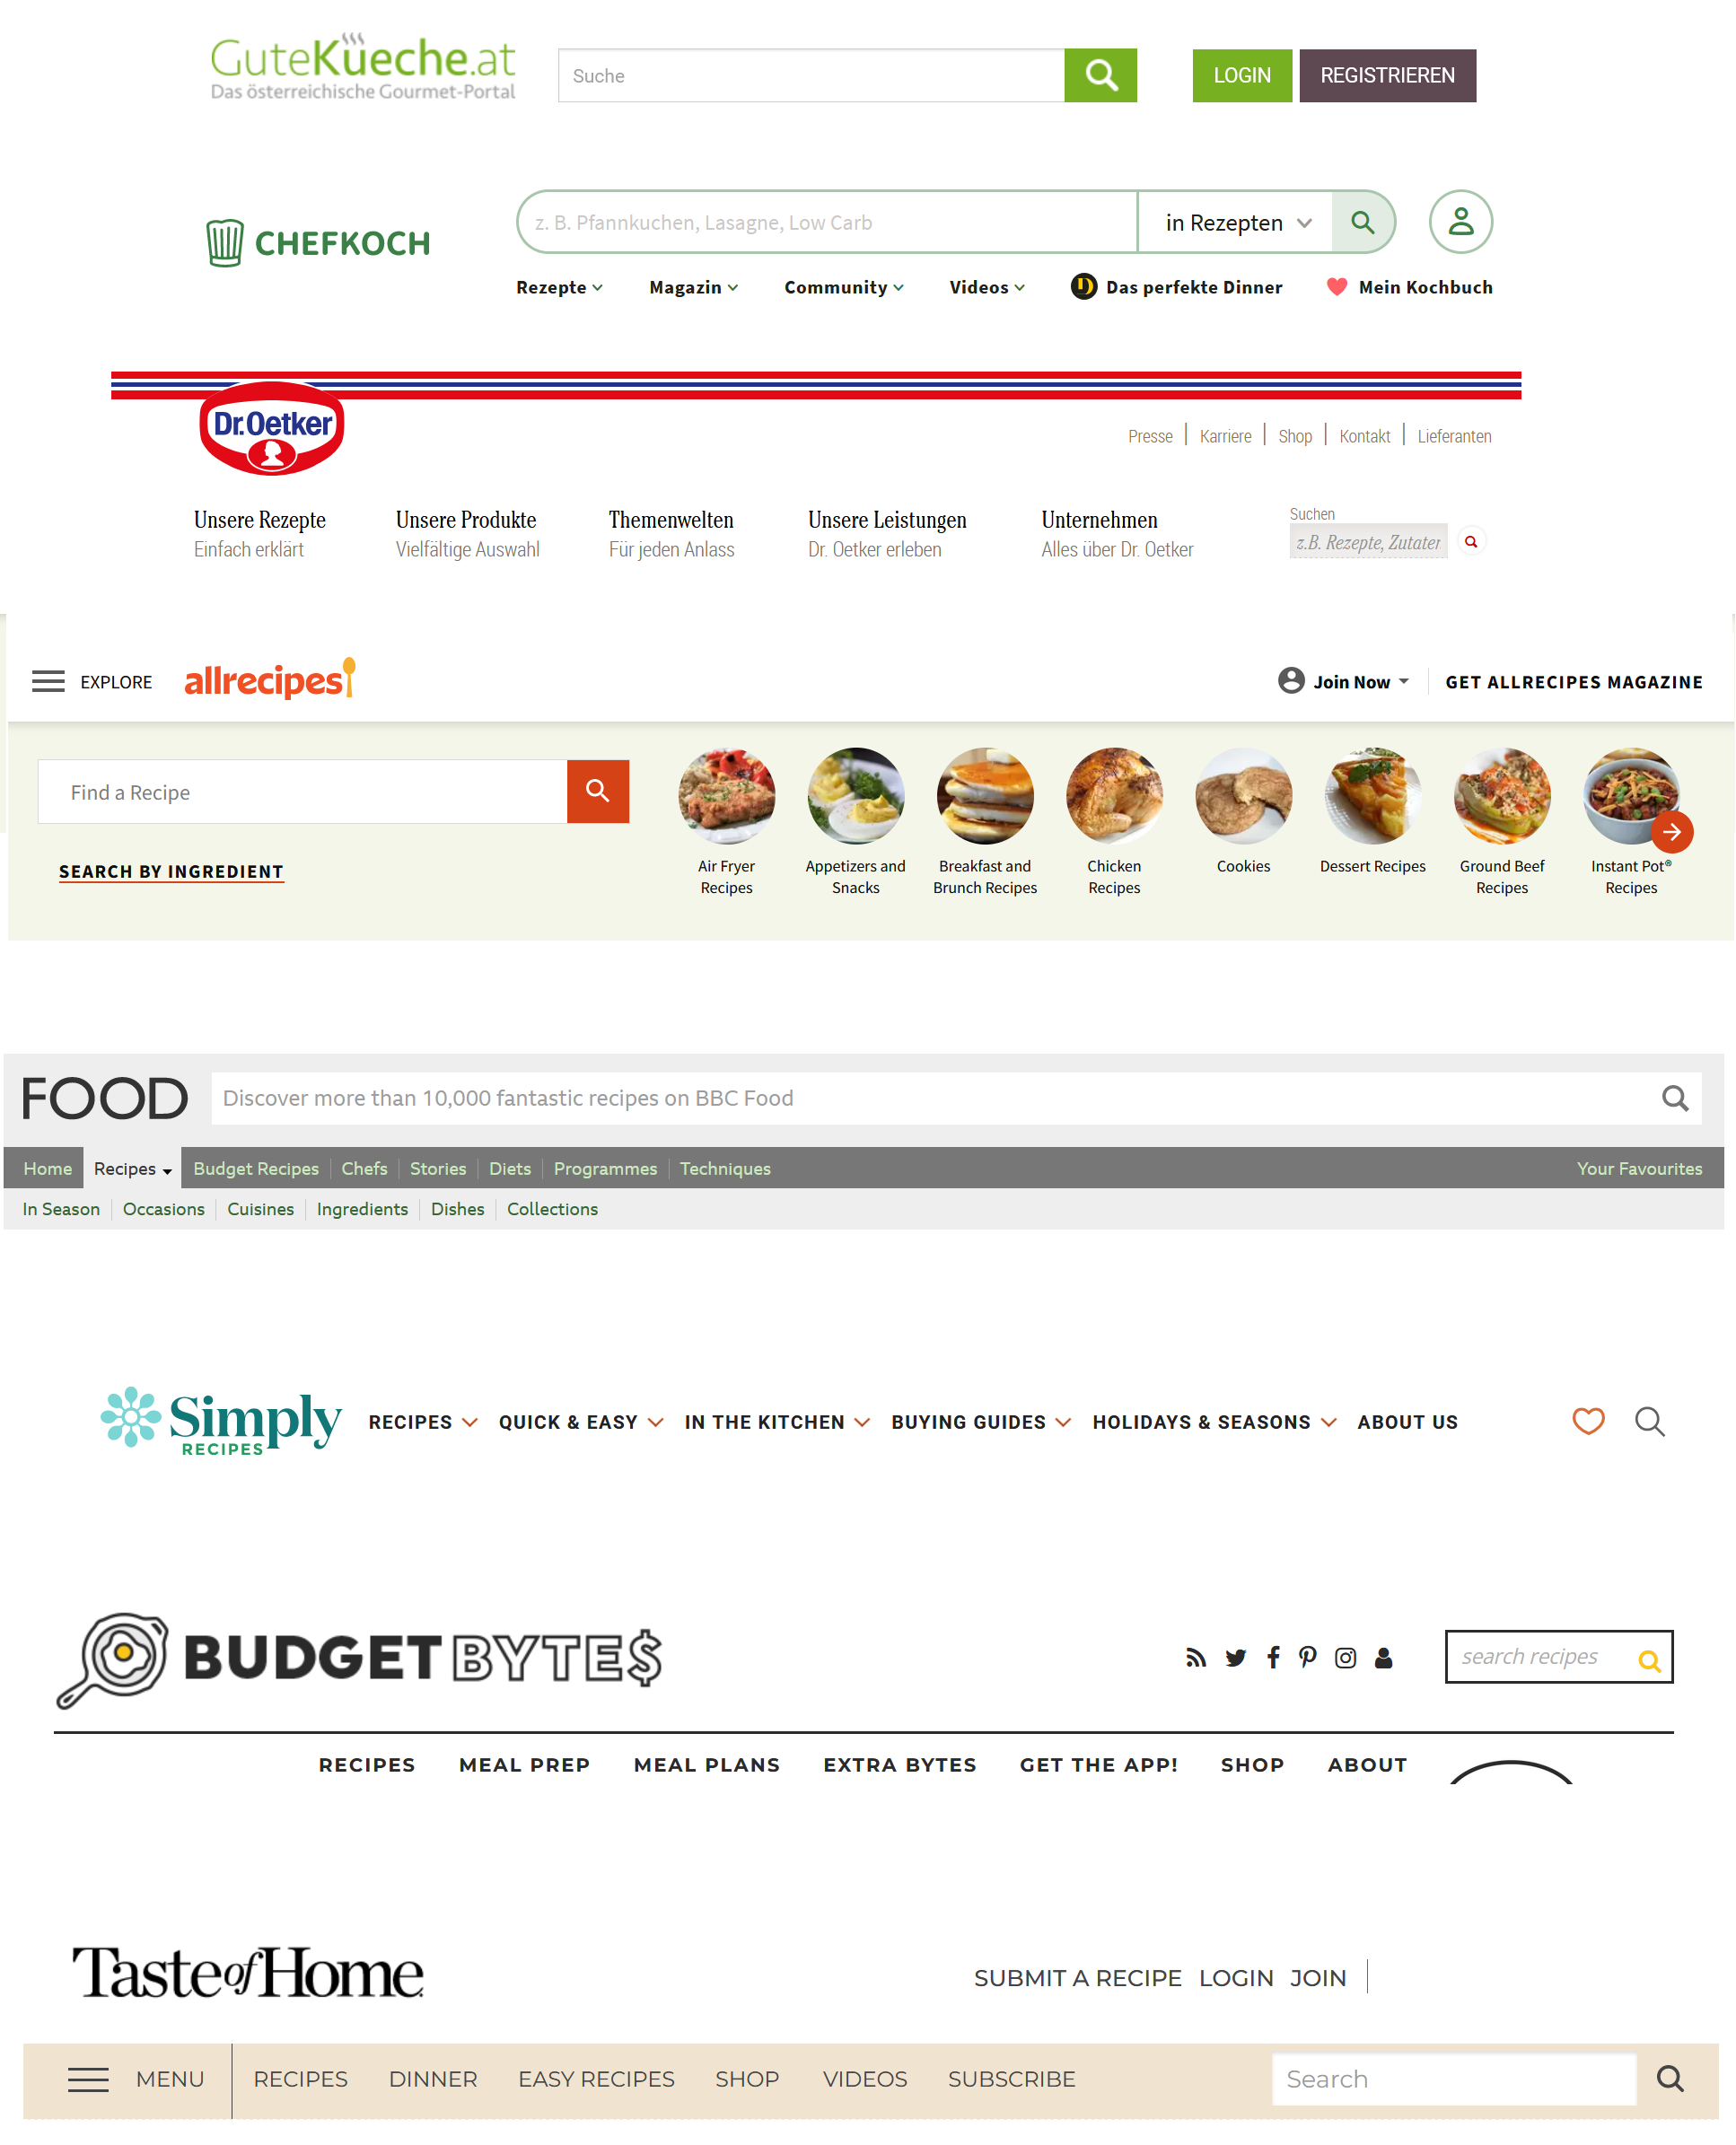 GuteKüeche.at
Das österreichische Gourmet-Portal
Suche
LOGIN
REGISTRIEREN
CHEFKOCH
z. B. Pfannkuchen, Lasagne, Low Carb
in Rezepten
Rezepte Magazin Community Videos Das perfekte Dinner Mein Kochbuch
Dr. Oetker
Presse | Karriere | Shop | Kontakt | Lieferanten
Unsere Rezepte
Einfach erklärt
Unsere Produkte
Vielfältige Auswahl
Themenwelten
Für jeden Anlass
Unsere Leistungen
Dr. Oetker erleben
Unternehmen
Alles über Dr. Oetker
Suchen
z.B. Rezepte, Zutaten
EXPLORE
allrecipes
Join Now
GET ALLRECIPES MAGAZINE
Find a Recipe
SEARCH BY INGREDIENT
Air Fryer
Recipes
Appetizers and
Snacks
Breakfast and
Brunch Recipes
Chicken
Recipes
Cookies
Dessert Recipes
Ground Beef
Recipes
Instant Pot®
Recipes
FOOD
Discover more than 10,000 fantastic recipes on BBC Food
Home Recipes Budget Recipes Chefs Stories Diets Programmes Techniques Your Favourites
In Season Occasions Cuisines Ingredients Dishes Collections
Simply
RECIPES
RECIPES QUICK & EASY IN THE KITCHEN BUYING GUIDES HOLIDAYS & SEASONS ABOUT US
BUDGET BYTE$
search recipes
RECIPES MEAL PREP MEAL PLANS EXTRA BYTES GET THE APP! SHOP ABOUT
Taste of Home
SUBMIT A RECIPE LOGIN JOIN
MENU RECIPES DINNER EASY RECIPES SHOP VIDEOS SUBSCRIBE
Search